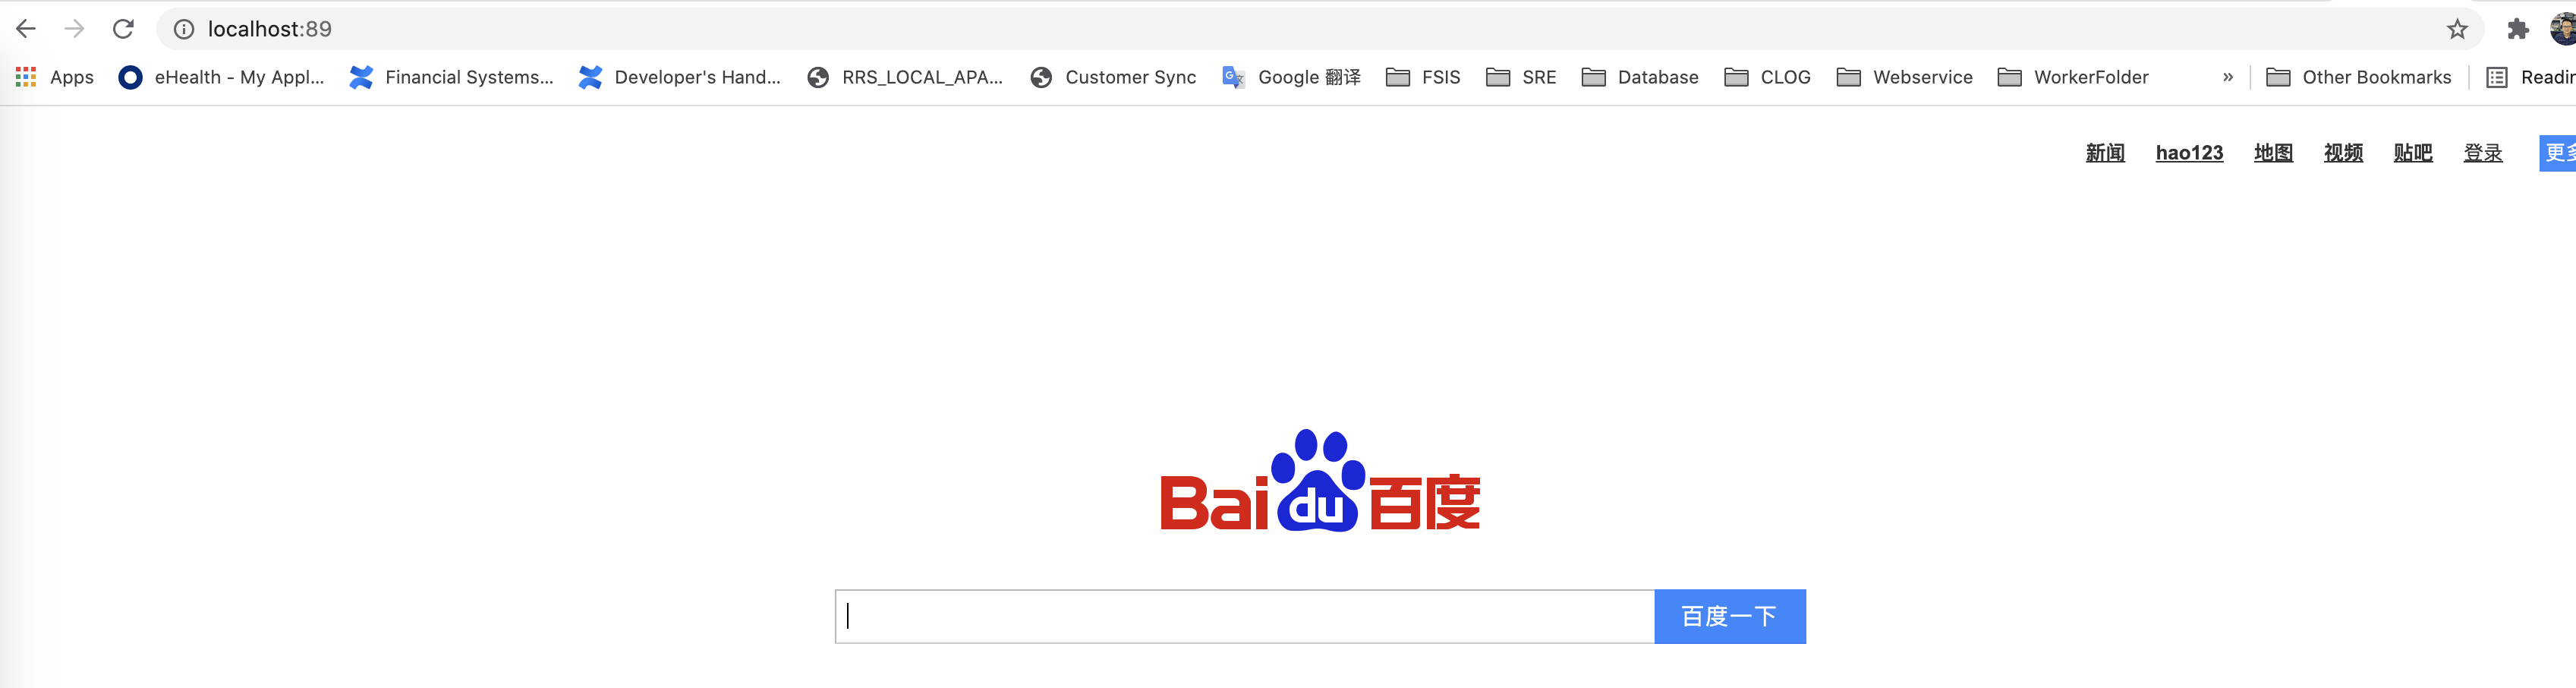 localhost:89
Apps eHealth - My Appl... Financial Systems... Developer's Hand... RRS_LOCAL_APA... Customer Sync Google 翻译 FSIS SRE Database CLOG Webservice WorkerFolder » Other Bookmarks Readin
新闻 hao123 地图 视频 贴吧 登录 更多
Bai du 百度
百度一下